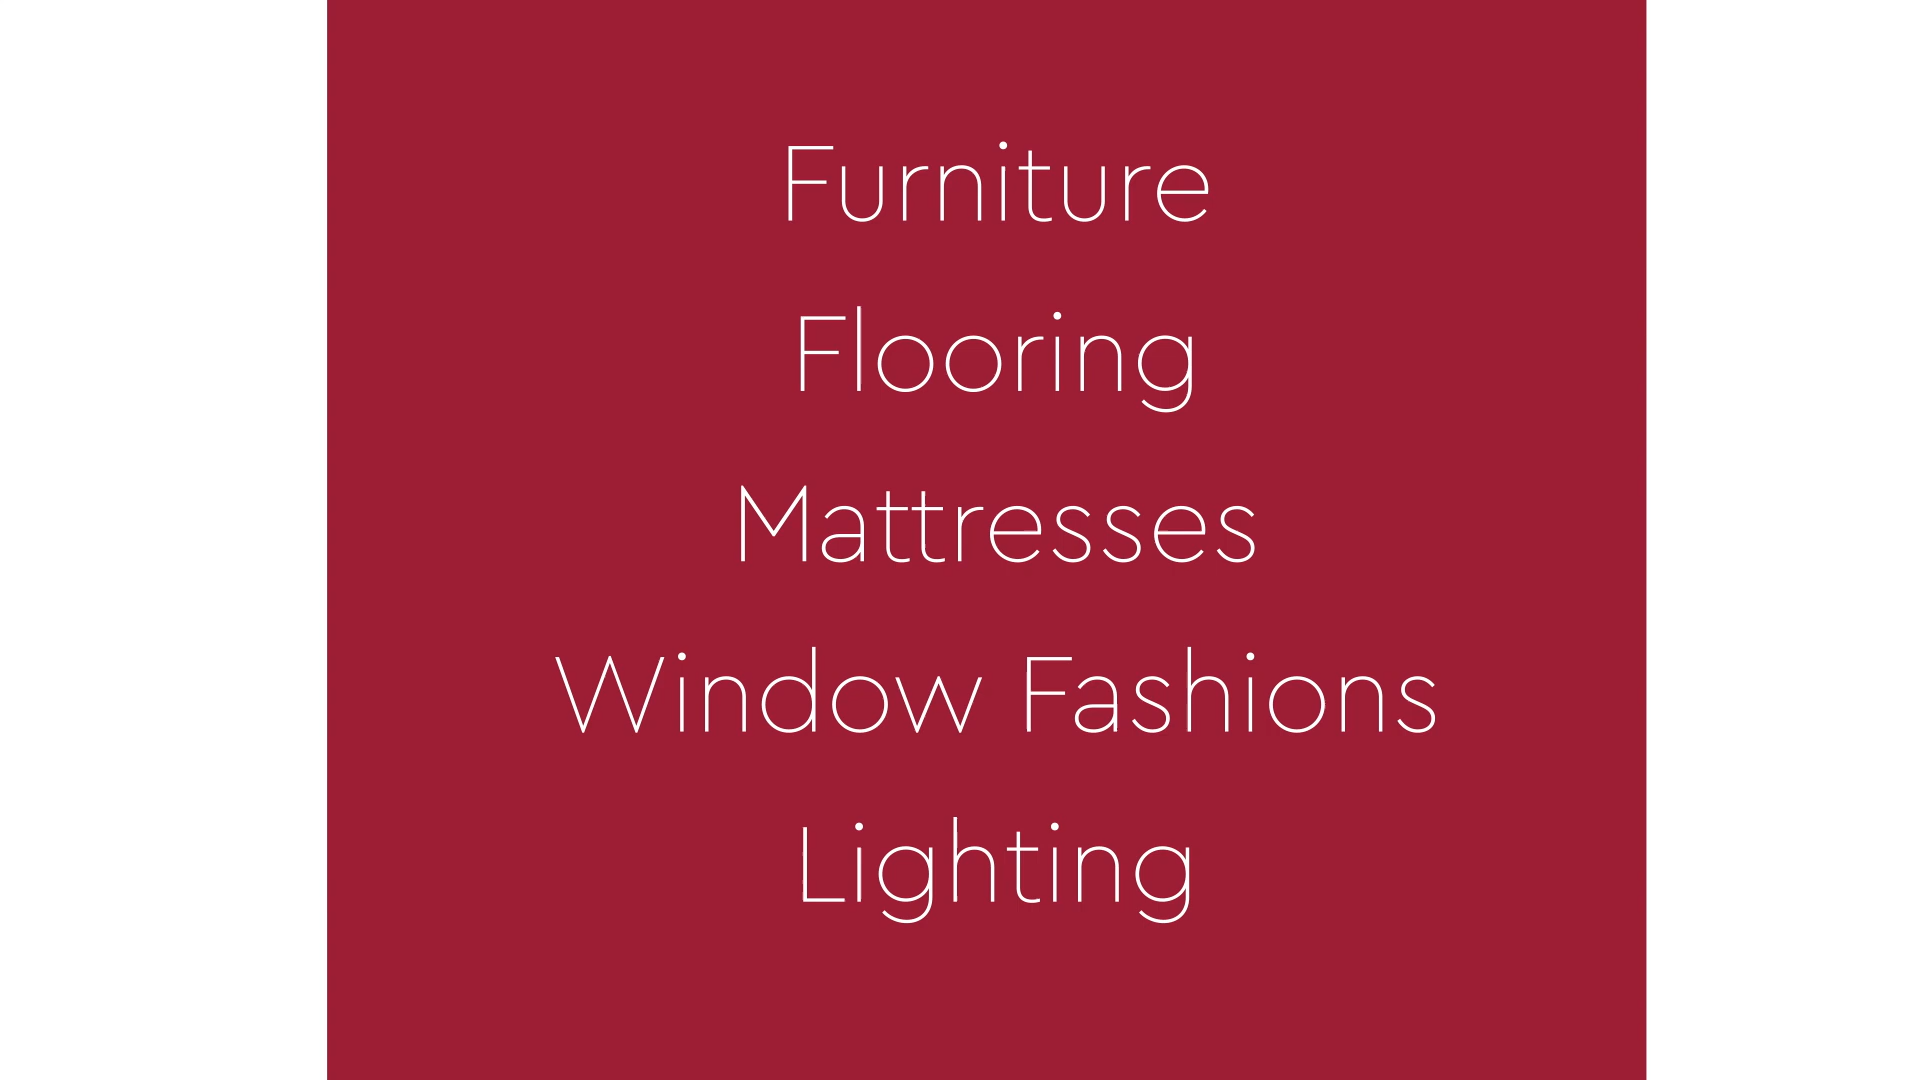 Furniture
Flooring
Mattresses
Window Fashions
Lighting